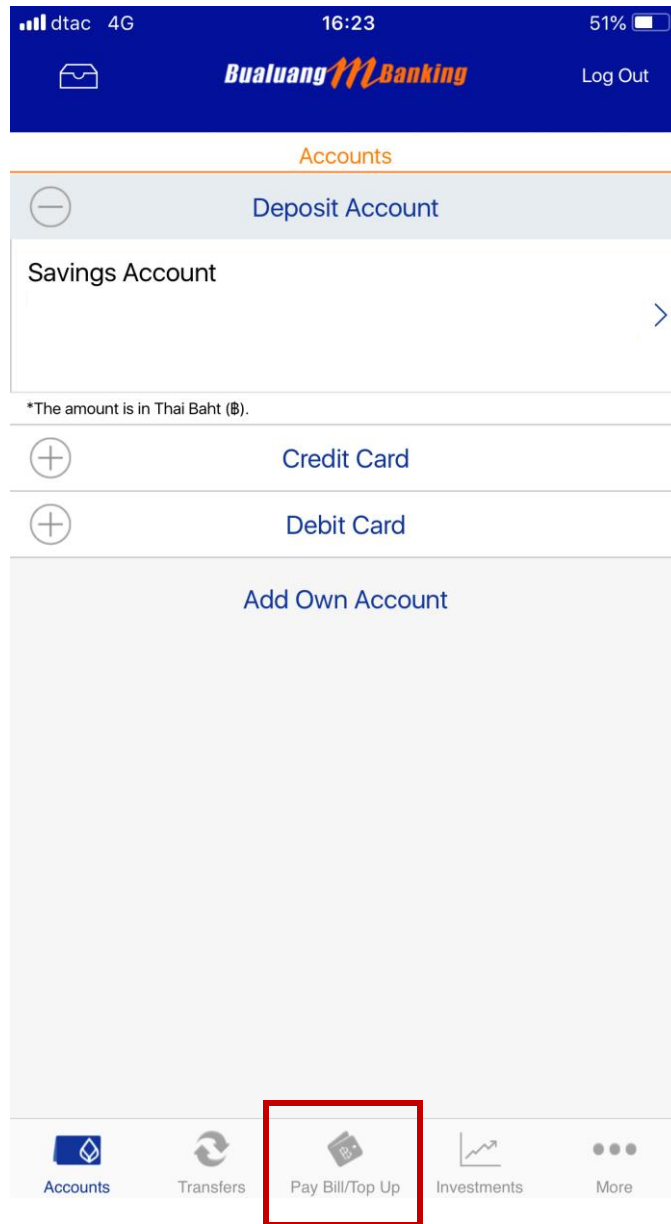 dtac 4G 16:23 51%
Bualuang mBanking Log Out
Accounts
Deposit Account
Savings Account
*The amount is in Thai Baht (฿).
Credit Card
Debit Card
Add Own Account
Accounts Transfers Pay Bill/Top Up Investments More